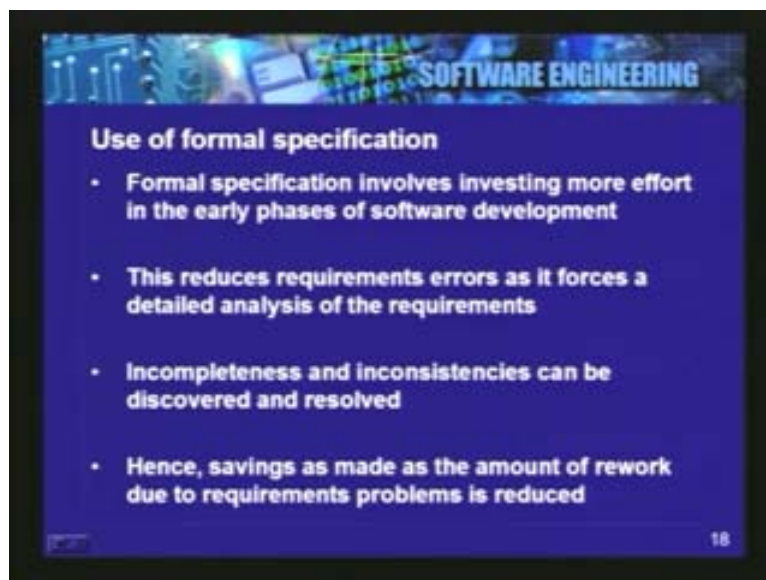 SOFTWARE ENGINEERING
Use of formal specification
• Formal specification involves investing more effort
in the early phases of software development
• This reduces requirements errors as it forces a
detailed analysis of the requirements
• Incompleteness and inconsistencies can be
discovered and resolved
• Hence, savings as made as the amount of rework
due to requirements problems is reduced
18